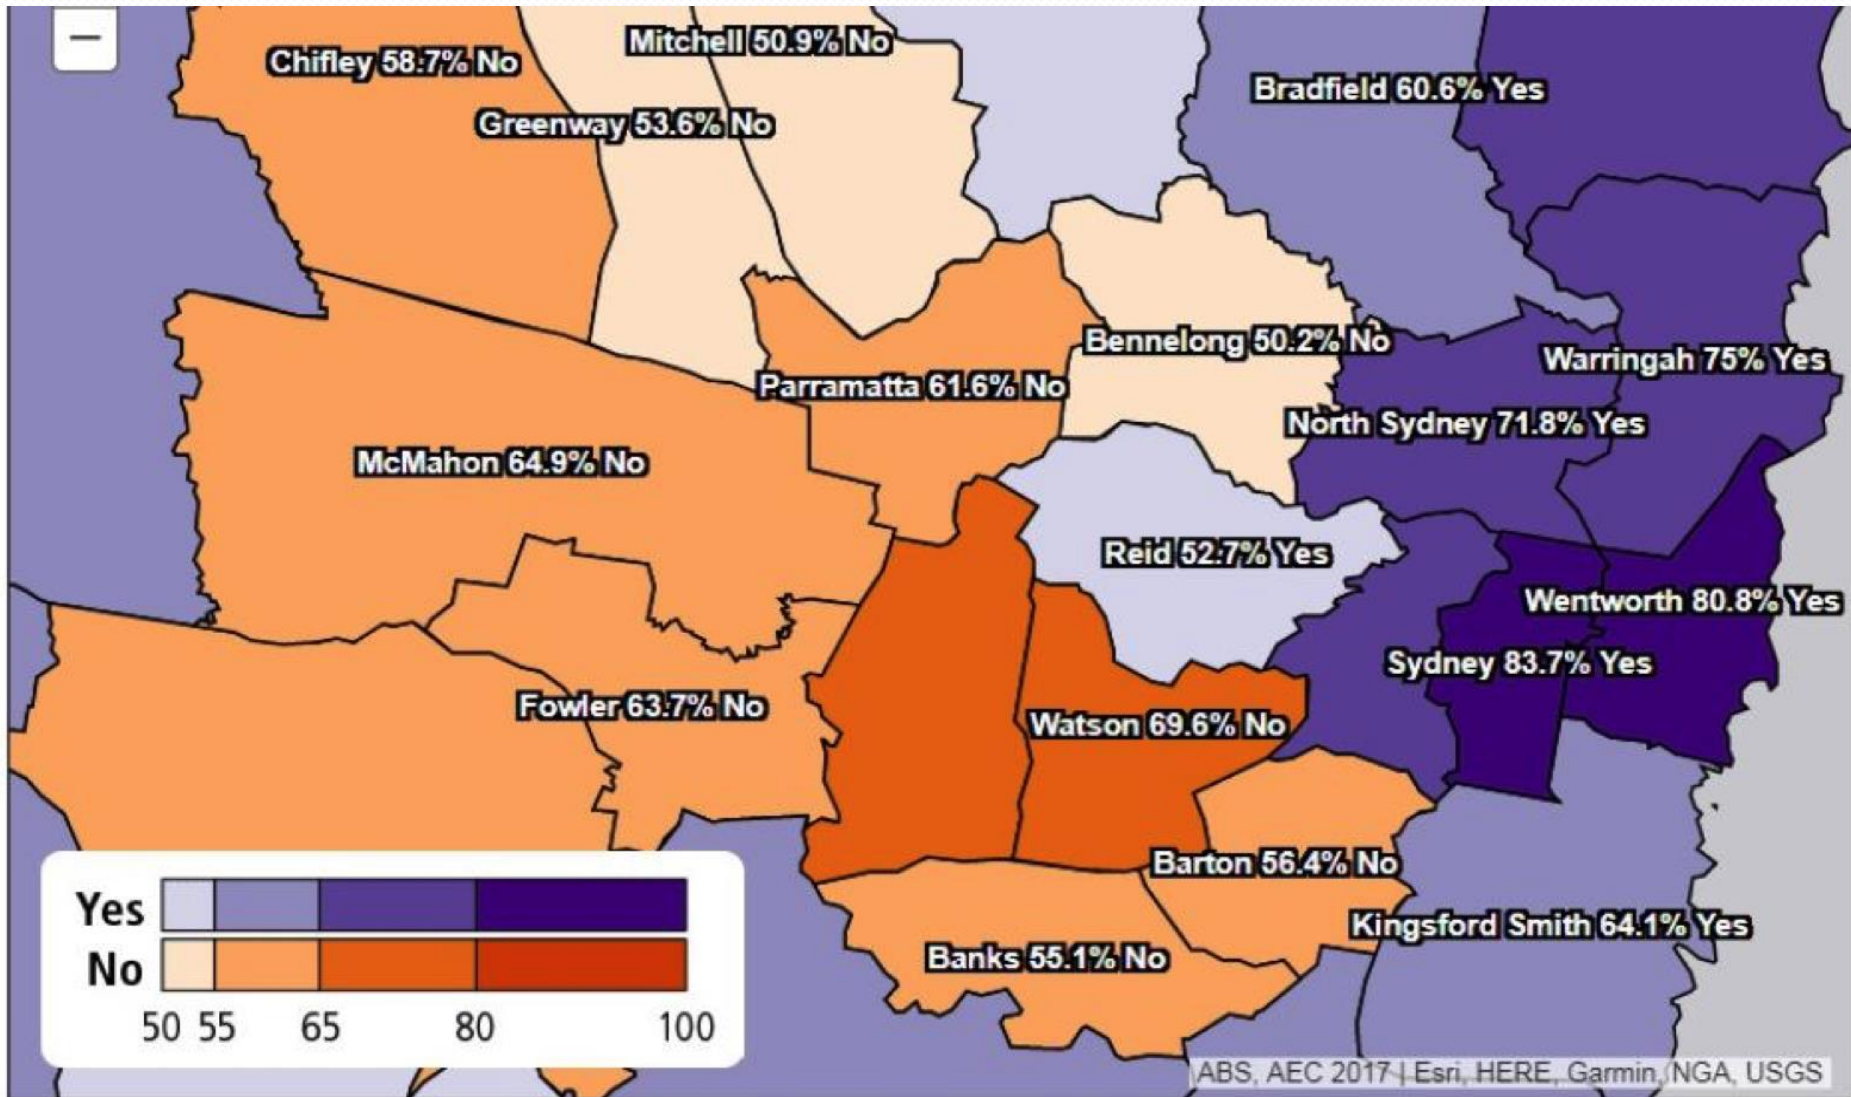 Mitchell 50.9% No
Chifley 58.7% No
Bradfield 60.6% Yes
Greenway 53.6% No
Bennelong 50.2% No
Warringah 75% Yes
Parramatta 61.6% No
North Sydney 71.8% Yes
McMahon 64.9% No
Reid 52.7% Yes
Wentworth 80.8% Yes
Sydney 83.7% Yes
Fowler 63.7% No
Watson 69.6% No
Barton 56.4% No
Kingsford Smith 64.1% Yes
Banks 55.1% No
Yes
No
50 55 65 80 100
ABS, AEC 2017 | Esri, HERE, Garmin, NGA, USGS